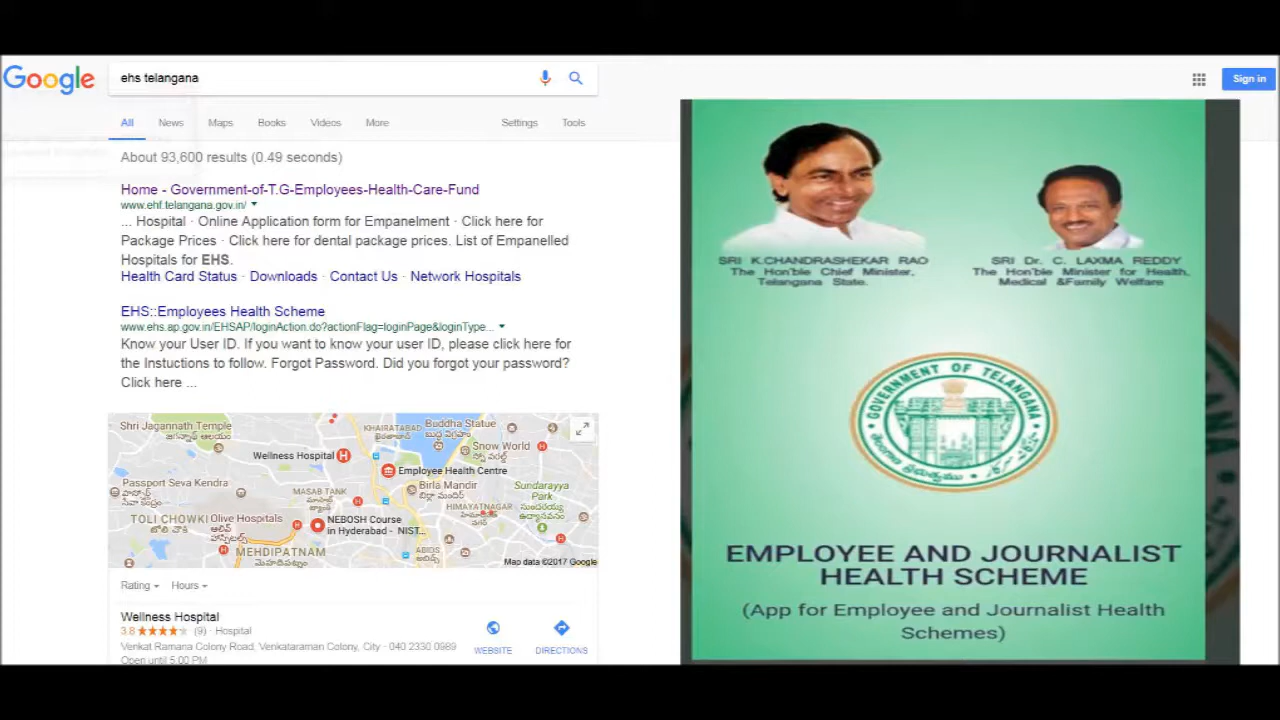 Google
ehs telangana
Sign in
All News Maps Books Videos More Settings Tools
About 93,600 results (0.49 seconds)
Home - Government-of-T.G-Employees-Health-Care-Fund
www.ehf.telangana.gov.in/
... Hospital · Online Application form for Empanelment · Click here for
Package Prices · Click here for dental package prices. List of Empanelled
Hospitals for EHS.
Health Card Status · Downloads · Contact Us · Network Hospitals
EHS::Employees Health Scheme
www.ehs.ap.gov.in/EHSAP/loginAction.do?actionFlag=loginPage&loginType...
Know your User ID. If you want to know your user ID, please click here for
the Instuctions to follow. Forgot Password. Did you forgot your password?
Click here ...
Shri Jagannath Temple
KHAIRATABAD
Buddha Statue
Wellness Hospital
Snow World
Employee Health Centre
Passport Seva Kendra
Birla Mandir
Sundarayya
Park
MASAB TANK
HIMAYATNAGAR
TOLI CHOWKI
Olive Hospitals
NEBOSH Course
in Hyderabad - NIST...
MEHDIPATNAM
ABIDS
Map data ©2017 Google
Rating Hours
Wellness Hospital
3.8 (9) · Hospital
Venkat Ramana Colony Road, Venkataraman Colony, City · 040 2330 0989
Open until 5:00 PM
WEBSITE
DIRECTIONS
SRI K.CHANDRASHEKAR RAO
The Hon'ble Chief Minister,
Telangana State.
SRI Dr. C. LAXMA REDDY
The Hon'ble Minister for Health,
Medical &Family Welfare
GOVERNMENT OF TELANGANA
EMPLOYEE AND JOURNALIST
HEALTH SCHEME
(App for Employee and Journalist Health
Schemes)